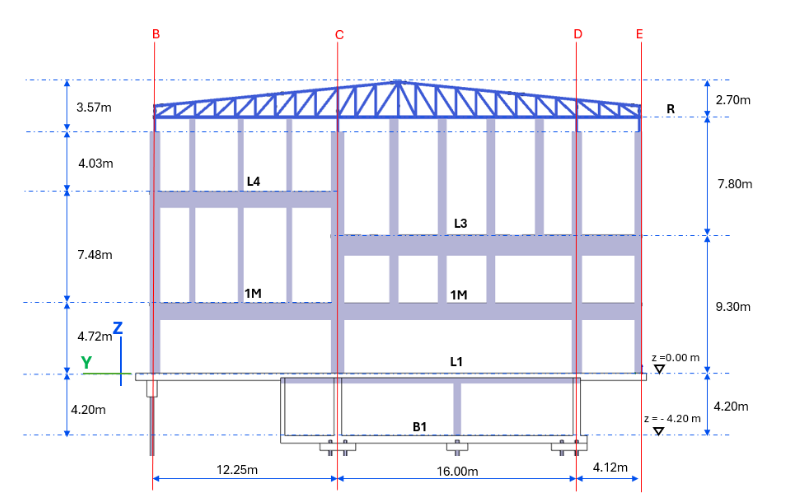 B C D E
3.57m
2.70m
R
4.03m
L4
7.80m
L3
7.48m
1M
1M
9.30m
4.72m
Z
Y
L1
z =0.00 m
4.20m
4.20m
B1
z = - 4.20 m
12.25m
16.00m
4.12m